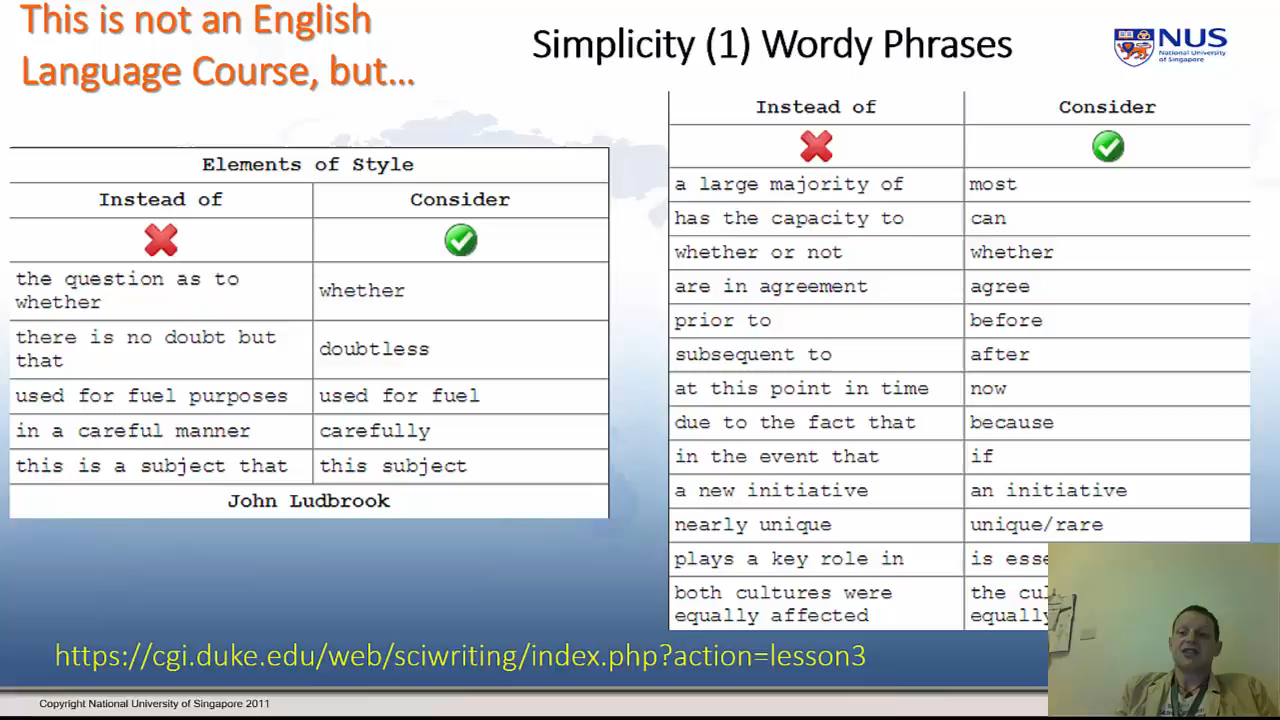 This is not an English
Language Course, but...
Simplicity (1) Wordy Phrases
NUS
National University
of Singapore
Elements of Style
Instead of Consider
the question as to
whether
whether
there is no doubt but
that
doubtless
used for fuel purposes used for fuel
in a careful manner carefully
this is a subject that this subject
John Ludbrook
Instead of Consider
a large majority of most
has the capacity to can
whether or not whether
are in agreement agree
prior to before
subsequent to after
at this point in time now
due to the fact that because
in the event that if
a new initiative an initiative
nearly unique unique/rare
plays a key role in is
both cultures were
equally affected
the
equally
https://cgi.duke.edu/web/sciwriting/index.php?action=lesson3
Copyright National University of Singapore 2011